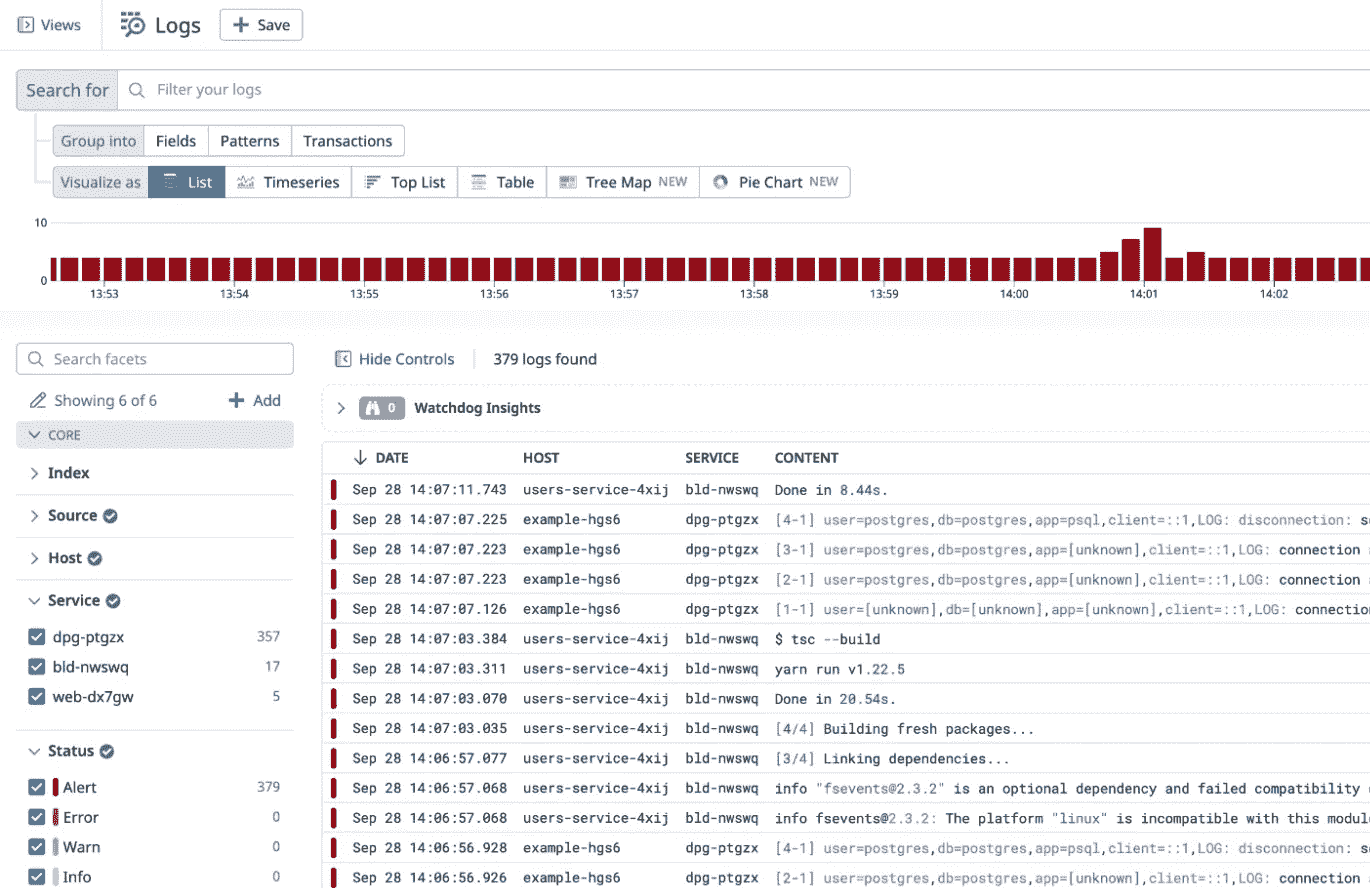 Views Logs + Save
Search for Filter your logs
Group into Fields Patterns Transactions
Visualize as List Timeseries Top List Table Tree Map NEW Pie Chart NEW
10
0
13:53 13:54 13:55 13:56 13:57 13:58 13:59 14:00 14:01 14:02
Search facets
Hide Controls 379 logs found
Showing 6 of 6 + Add
0 Watchdog Insights
CORE
Index
Source
Host
Service
dpg-ptgzx 357
bld-nwswq 17
web-dx7gw 5
Status
Alert 379
Error 0
Warn 0
Info 0
DATE HOST SERVICE CONTENT
Sep 28 14:07:11.743 users-service-4xij bld-nwswq Done in 8.44s.
Sep 28 14:07:07.225 example-hgs6 dpg-ptgzx [4-1] user=postgres,db=postgres,app=psql,client=::1,LOG: disconnection:
Sep 28 14:07:07.223 example-hgs6 dpg-ptgzx [3-1] user=postgres,db=postgres,app=[unknown],client=::1,LOG: connection
Sep 28 14:07:07.223 example-hgs6 dpg-ptgzx [2-1] user=postgres,db=postgres,app=[unknown],client=::1,LOG: connection
Sep 28 14:07:07.126 example-hgs6 dpg-ptgzx [1-1] user=[unknown],db=[unknown],app=[unknown],client=::1,LOG: connectio
Sep 28 14:07:03.384 users-service-4xij bld-nwswq $ tsc --build
Sep 28 14:07:03.311 users-service-4xij bld-nwswq yarn run v1.22.5
Sep 28 14:07:03.070 users-service-4xij bld-nwswq Done in 20.54s.
Sep 28 14:07:03.035 users-service-4xij bld-nwswq [4/4] Building fresh packages...
Sep 28 14:06:57.077 users-service-4xij bld-nwswq [3/4] Linking dependencies...
Sep 28 14:06:57.068 users-service-4xij bld-nwswq info "fsevents@2.3.2" is an optional dependency and failed compatibility
Sep 28 14:06:57.068 users-service-4xij bld-nwswq info fsevents@2.3.2: The platform "linux" is incompatible with this modul
Sep 28 14:06:56.928 example-hgs6 dpg-ptgzx [4-1] user=postgres,db=postgres,app=psql,client=::1,LOG: disconnection:
Sep 28 14:06:56.926 example-hgs6 dpg-ptgzx [2-1] user=postgres,db=postgres,app=[unknown],client=::1,LOG: connection